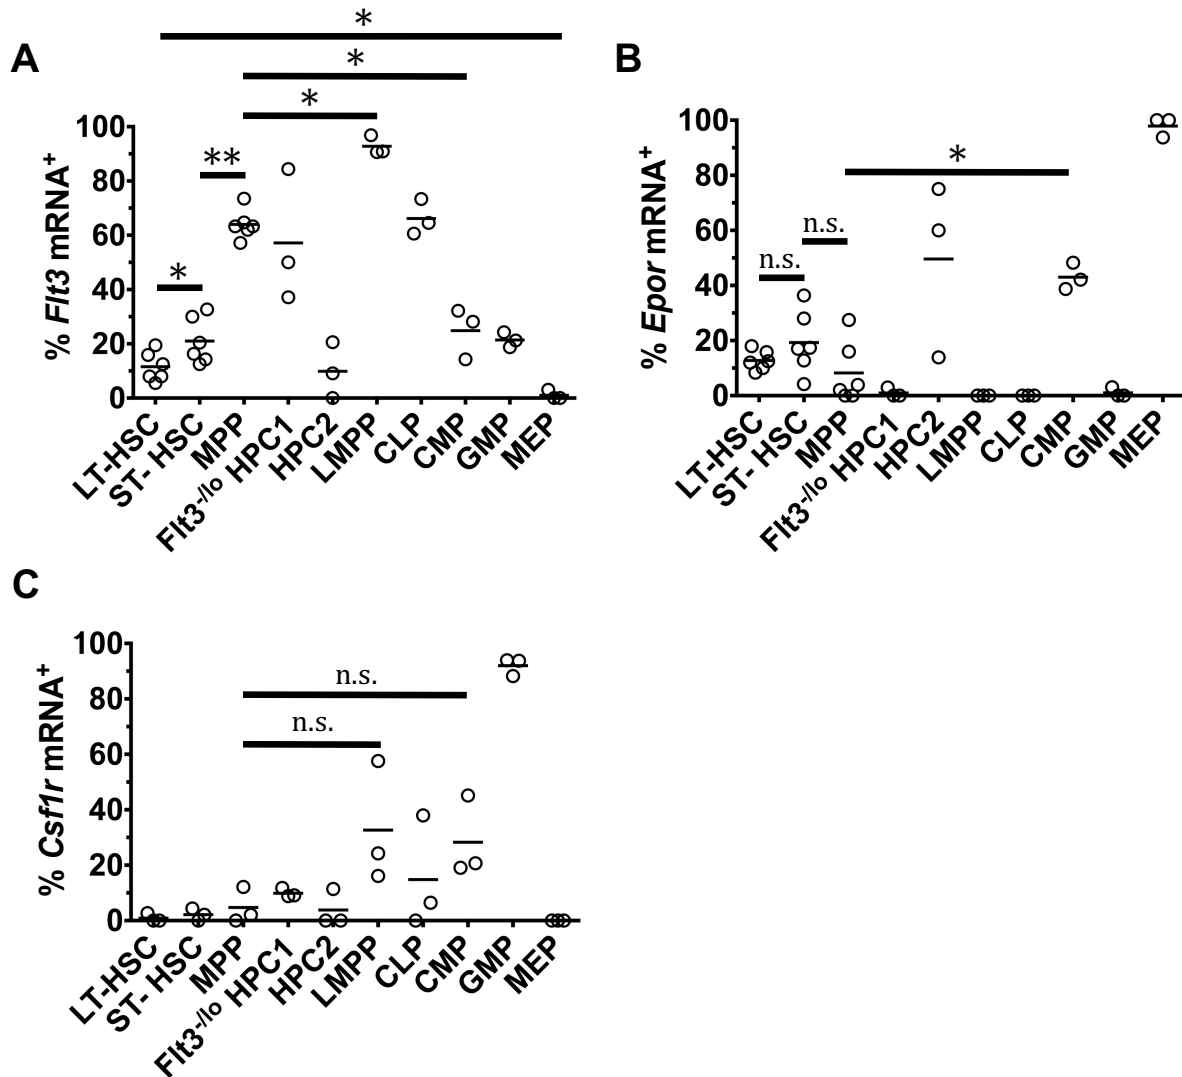 A
*
*
*
**
*
% Flt3 mRNA+
100
80
60
40
20
0
LT-HSC
ST- HSC
MPP
Flt3-/lo HPC1
HPC2
LMPP
CLP
CMP
GMP
MEP
B
*
n.s.
n.s.
% Epor mRNA+
100
80
60
40
20
0
LT-HSC
ST- HSC
MPP
Flt3-/lo HPC1
HPC2
LMPP
CLP
CMP
GMP
MEP
C
n.s.
n.s.
% Csf1r mRNA+
100
80
60
40
20
0
LT-HSC
ST- HSC
MPP
Flt3-/lo HPC1
HPC2
LMPP
CLP
CMP
GMP
MEP